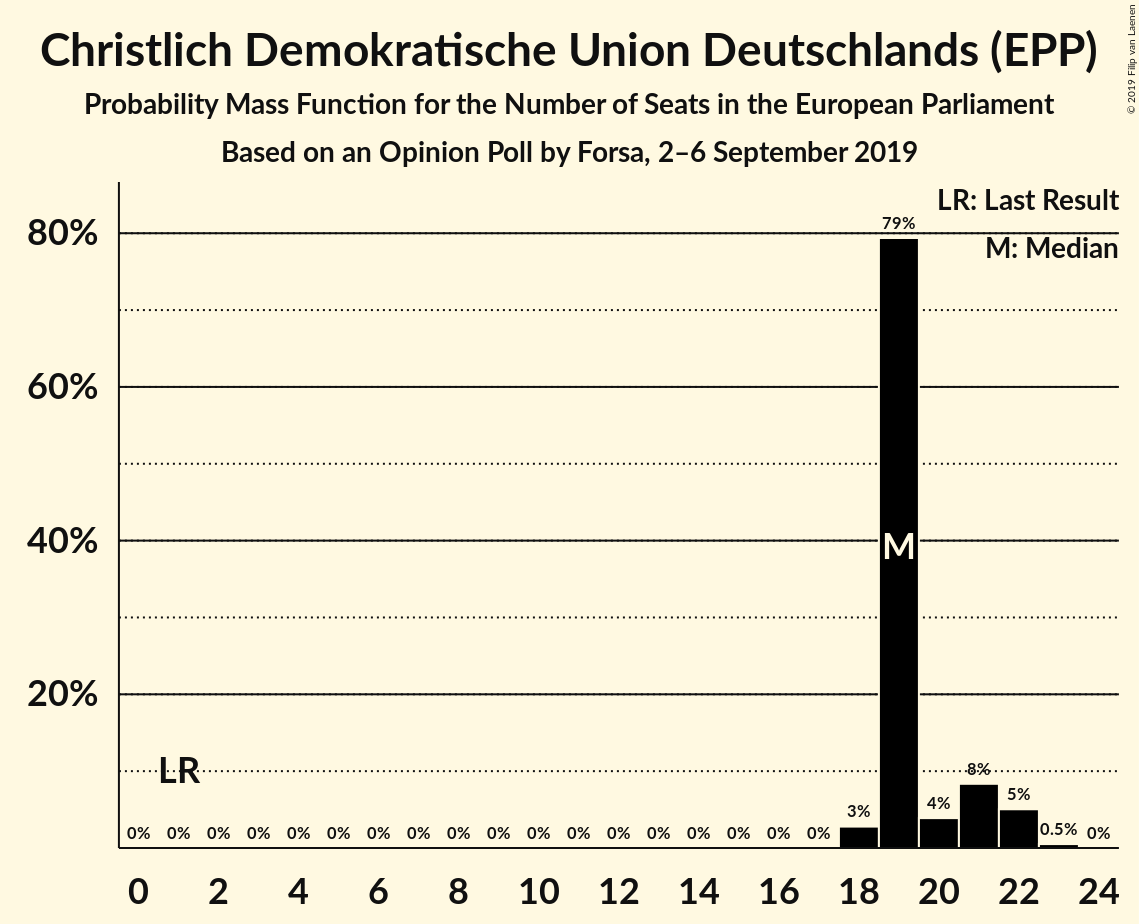 Christlich Demokratische Union Deutschlands (EPP)
Probability Mass Function for the Number of Seats in the European Parliament
Based on an Opinion Poll by Forsa, 2–6 September 2019
© 2019 Filip van Laenen
LR: Last Result
M: Median
80%
60%
40%
20%
79%
M
LR
0% 0% 0% 0% 0% 0% 0% 0% 0% 0% 0% 0% 0% 0% 0% 0% 0% 0% 3% 4% 8% 5% 0.5% 0%
0 2 4 6 8 10 12 14 16 18 20 22 24